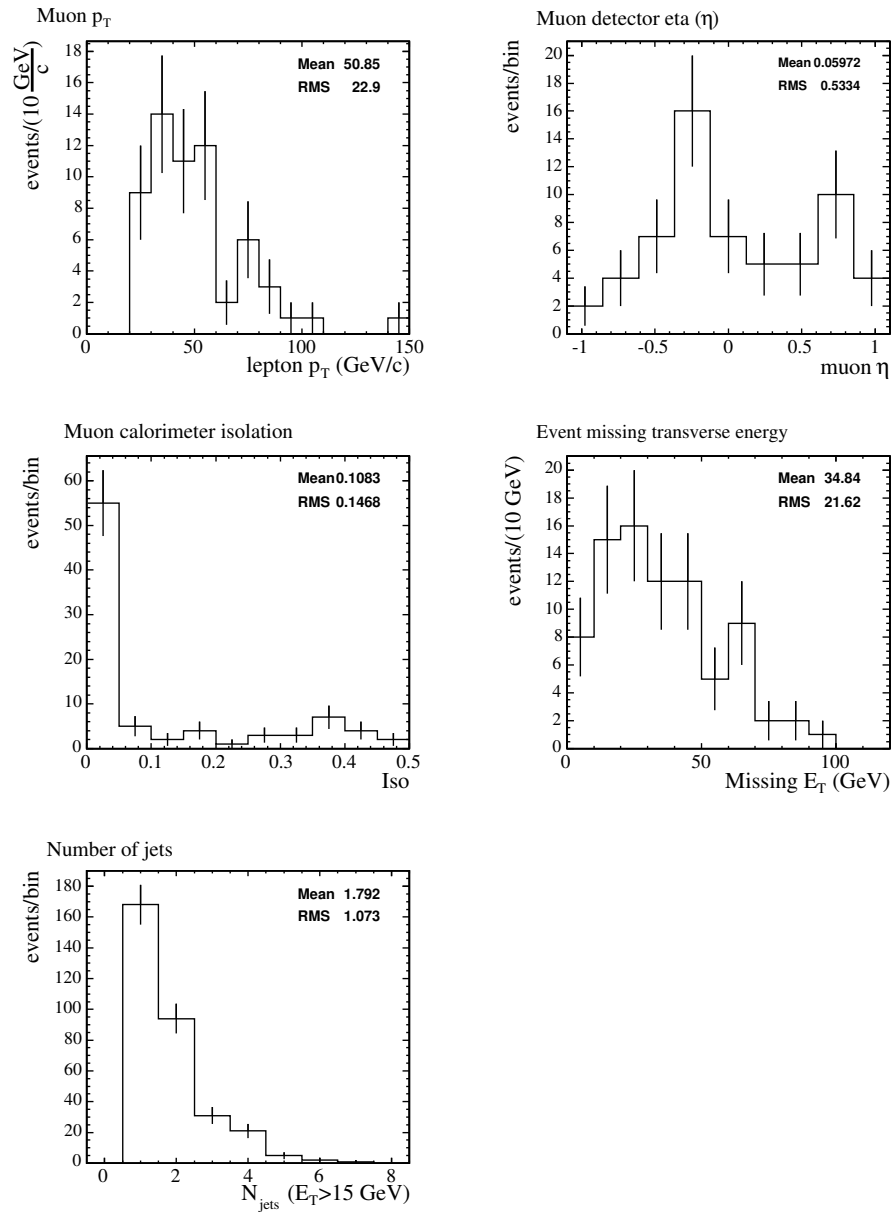 Muon p_T
events/(10 GeV/c)
18
16
14
12
10
8
6
4
2
0
Mean 50.85
RMS 22.9
0 50 100 150
lepton p_T (GeV/c)
Muon detector eta (η)
events/bin
20
18
16
14
12
10
8
6
4
2
0
Mean 0.05972
RMS 0.5334
-1 -0.5 0 0.5 1
muon η
Muon calorimeter isolation
events/bin
60
50
40
30
20
10
0
Mean 0.1083
RMS 0.1468
0 0.1 0.2 0.3 0.4 0.5
Iso
Event missing transverse energy
events/(10 GeV)
20
18
16
14
12
10
8
6
4
2
0
Mean 34.84
RMS 21.62
0 50 100
Missing E_T (GeV)
Number of jets
events/bin
180
160
140
120
100
80
60
40
20
0
Mean 1.792
RMS 1.073
0 2 4 6 8
N_jets (E_T>15 GeV)